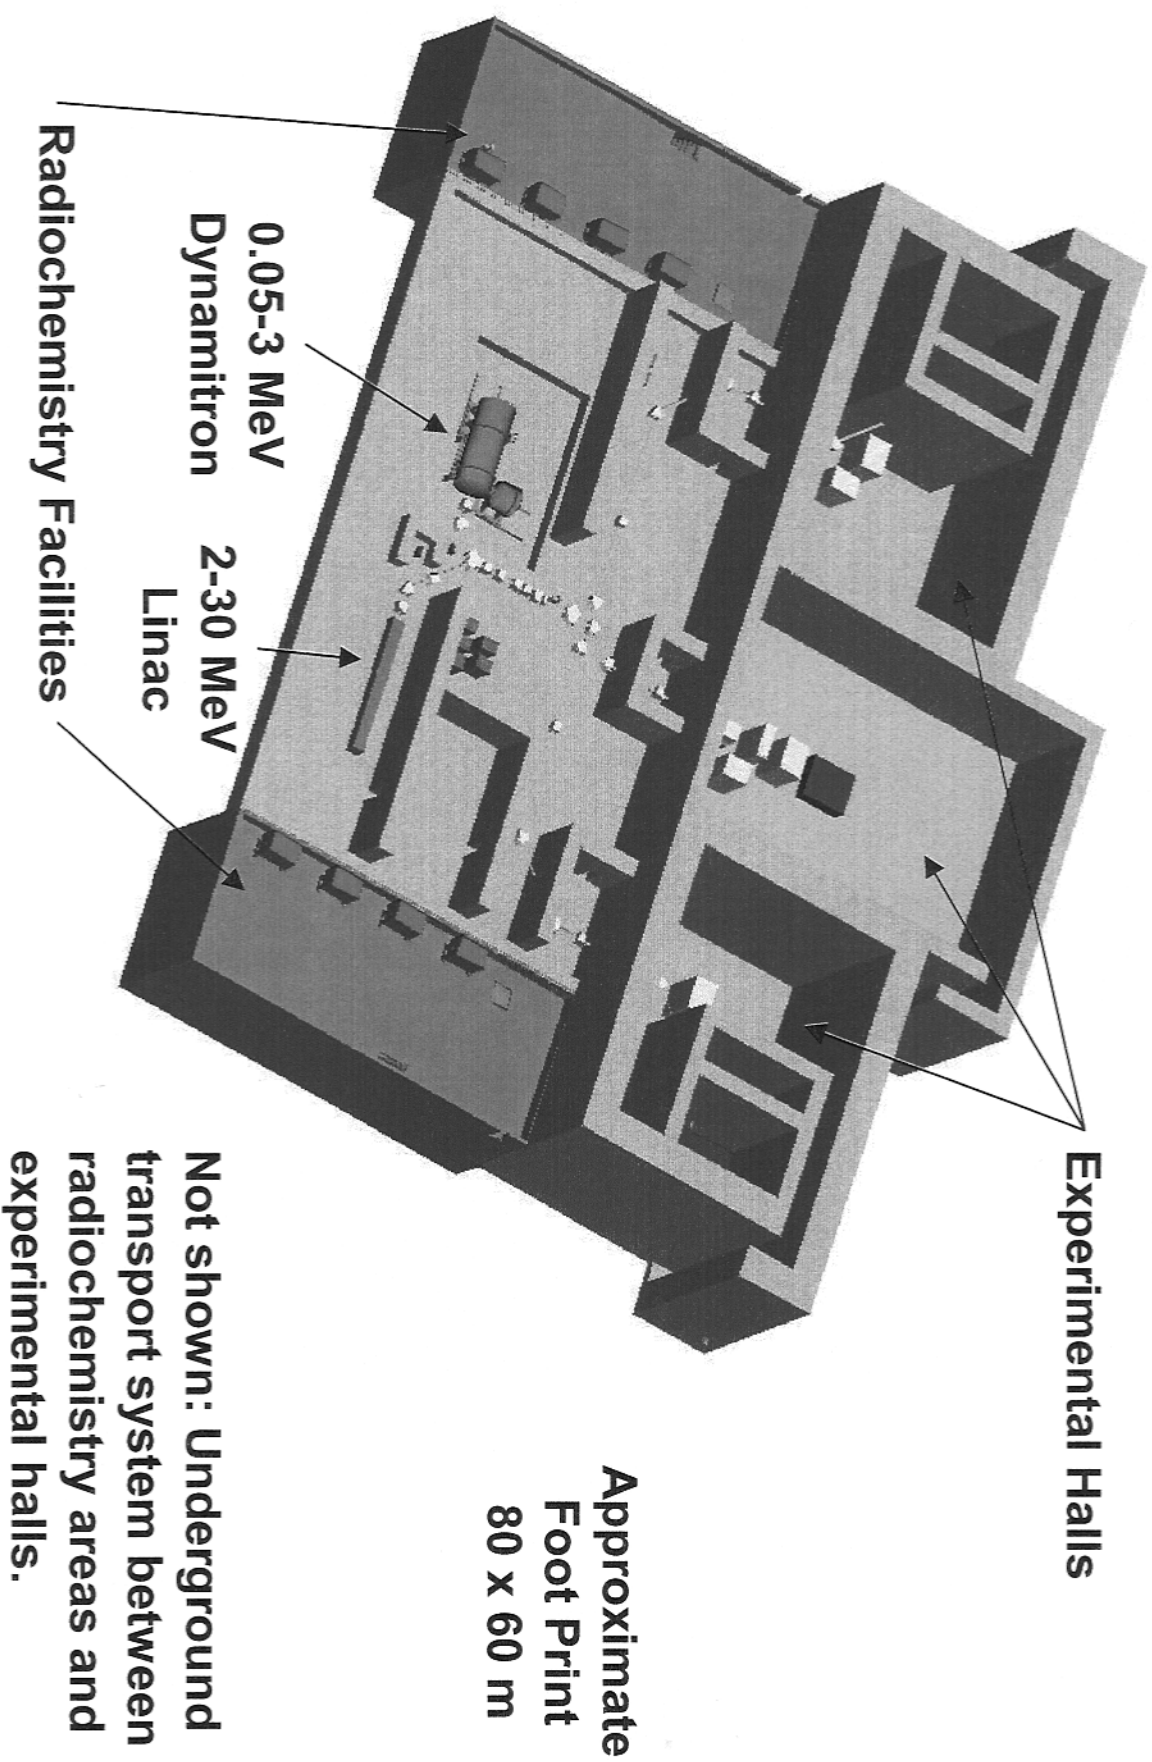 Experimental Halls
Approximate
Foot Print
80 x 60 m
0.05-3 MeV
Dynamitron
2-30 MeV
Linac
Radiochemistry Facilities
Not shown: Underground
transport system between
radiochemistry areas and
experimental halls.